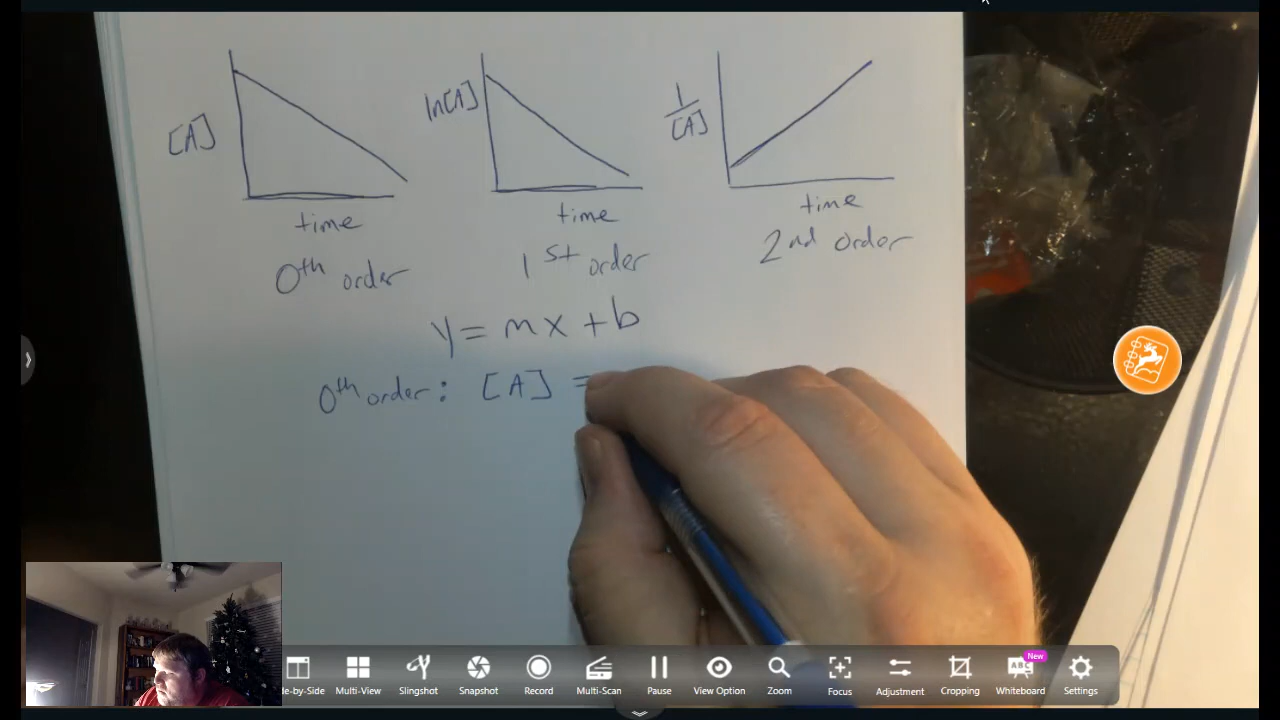 [A]
time
0th order
ln[A]
time
1st order
1
[A]
time
2nd order
y = mx + b
0th order: [A] =
e-by-Side
Multi-View
Slingshot
Snapshot
Record
Multi-Scan
Pause
View Option
Zoom
Focus
Adjustment
Cropping
New
ABC
Whiteboard
Settings